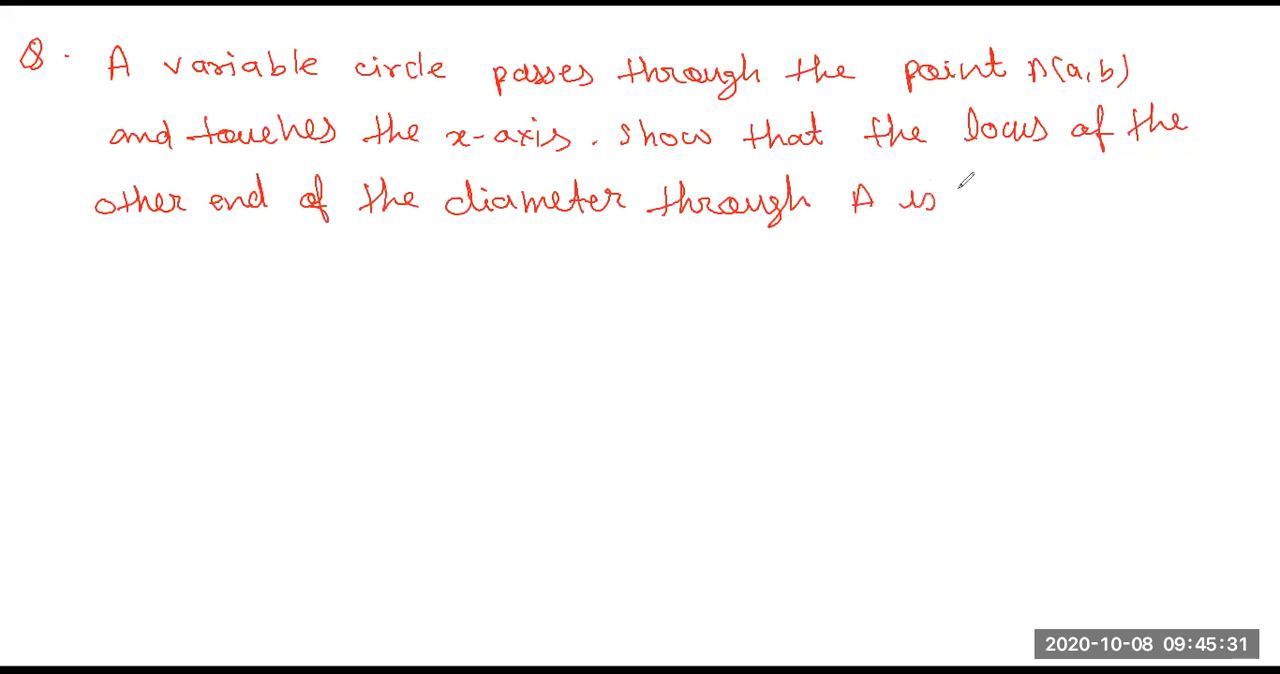 Q. A variable circle passes through the point A(a,b)
and touches the x-axis. Show that the locus of the
other end of the diameter through A is
2020-10-08 09:45:31